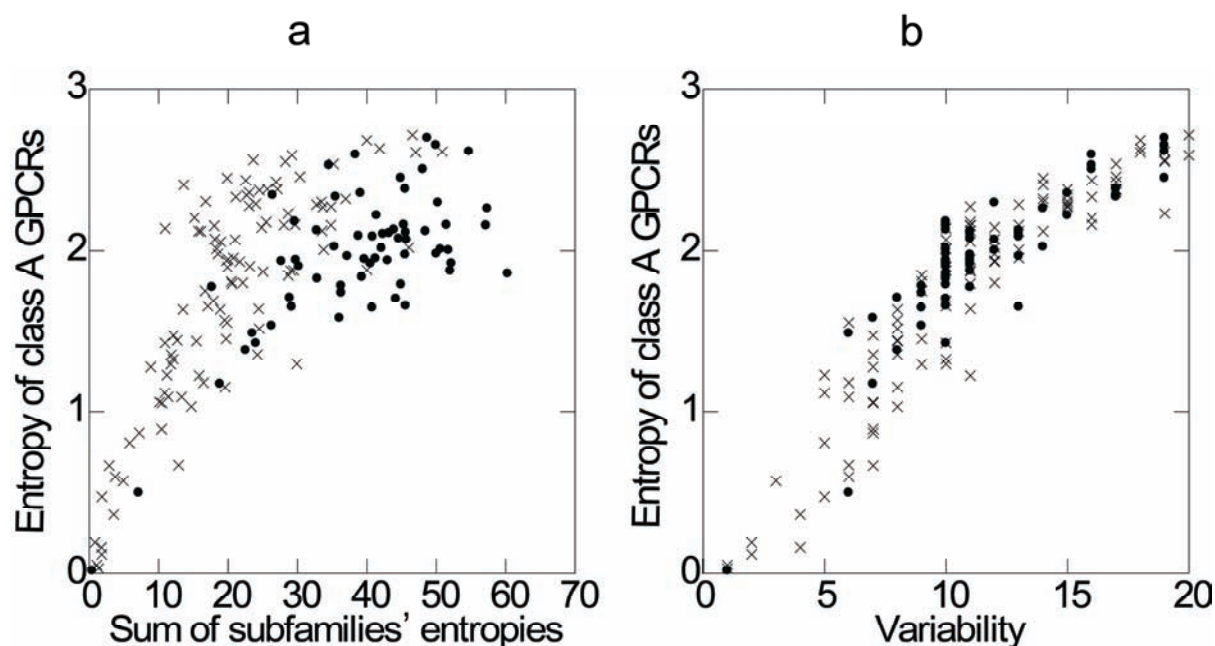 a
b
Entropy of class A GPCRs
3
2
1
0
0 10 20 30 40 50 60 70
Sum of subfamilies' entropies
Entropy of class A GPCRs
3
2
1
0
0 5 10 15 20
Variability